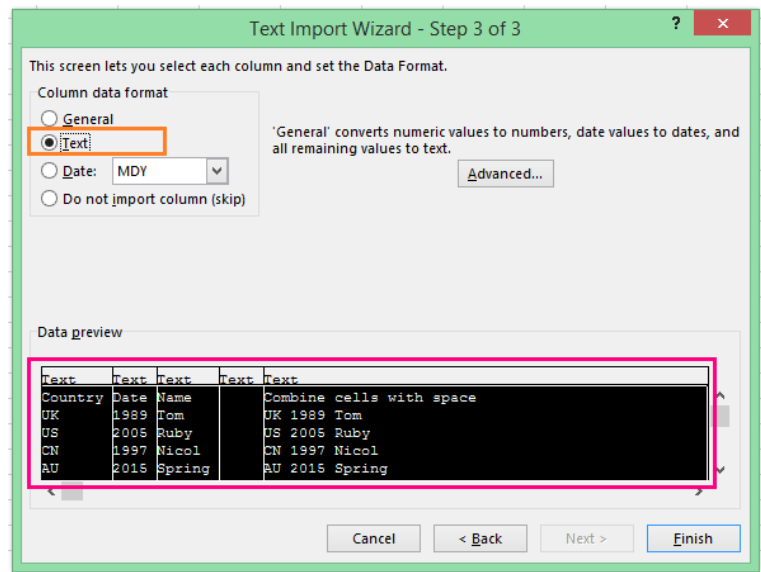 Text Import Wizard - Step 3 of 3
?
This screen lets you select each column and set the Data Format.
Column data format
General
Text
Date: MDY
Do not import column (skip)
'General' converts numeric values to numbers, date values to dates, and
all remaining values to text.
Advanced...
Data preview
Text Text Text Text Text
Country Date Name Combine cells with space
UK 1989 Tom UK 1989 Tom
US 2005 Ruby US 2005 Ruby
CN 1997 Nicol CN 1997 Nicol
AU 2015 Spring AU 2015 Spring
Cancel < Back Next > Finish